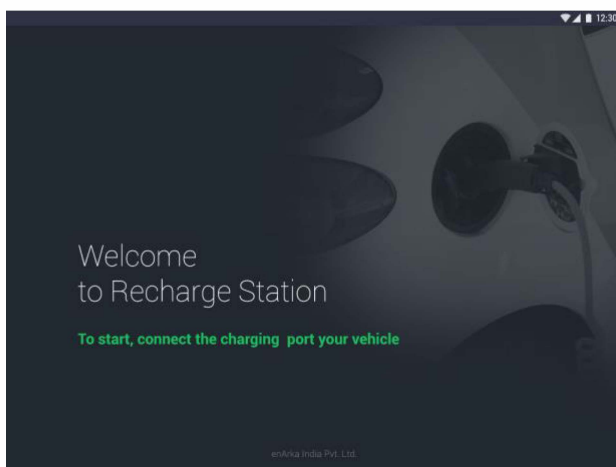 12:30
Welcome
to Recharge Station
To start, connect the charging  port your vehicle
enArka India Pvt. Ltd.